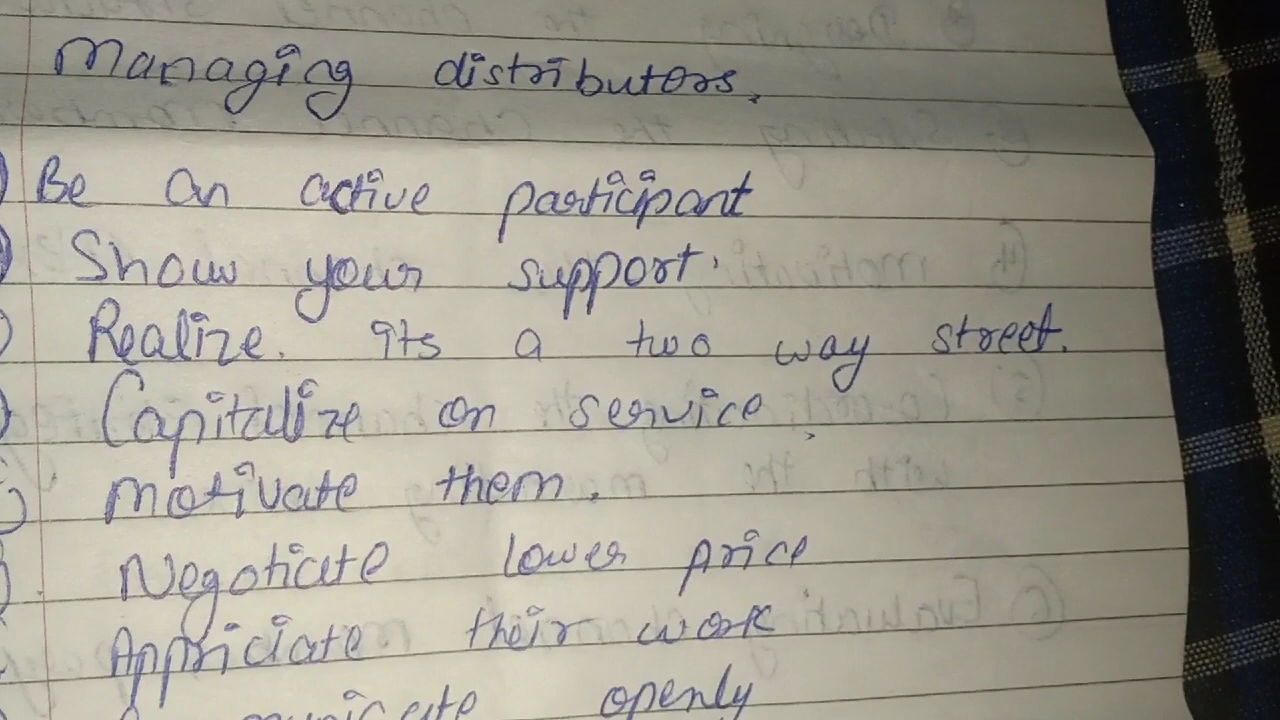 Managing distributors.
Be an active participant
Show your support.
Realize. its a two way street.
Capitalize on service,
motivate them.
Negotiate lower price
Appriciate their work
openly